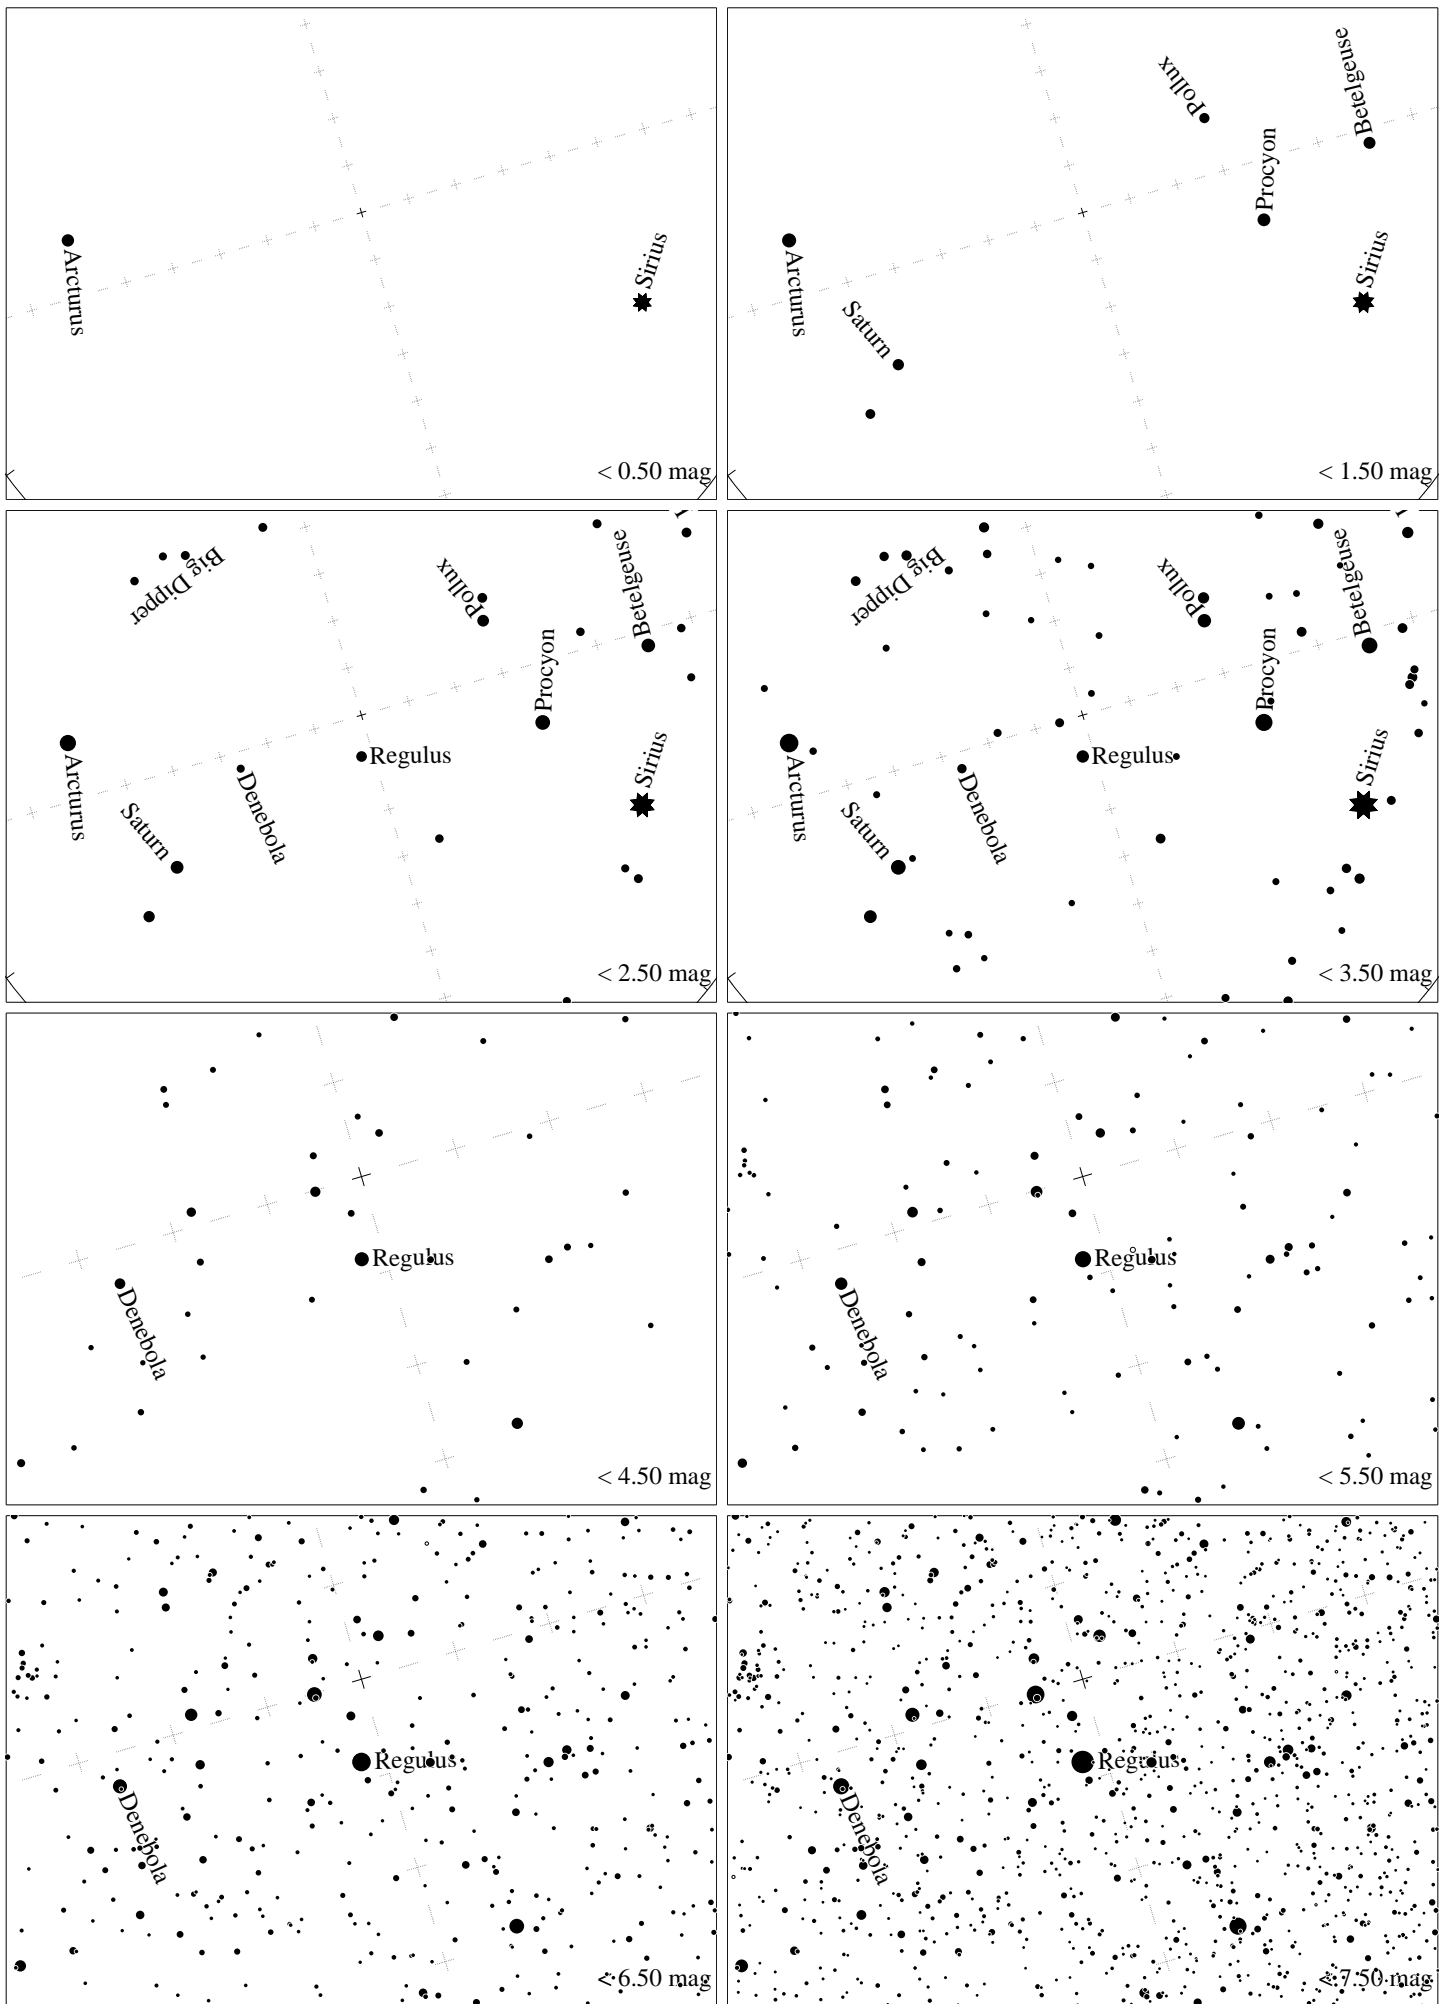 Arcturus
Sirius
< 0.50 mag
Pollux
Betelgeuse
Procyon
Arcturus
Saturn
Sirius
< 1.50 mag
Big Dipper
Pollux
Betelgeuse
Procyon
Arcturus
Regulus
Sirius
Denebola
Saturn
< 2.50 mag
Big Dipper
Pollux
Betelgeuse
Procyon
Arcturus
Regulus
Sirius
Denebola
Saturn
< 3.50 mag
Regulus
Denebola
< 4.50 mag
Regulus
Denebola
< 5.50 mag
Regulus
Denebola
< 6.50 mag
Regulus
Denebola
< 7.50 mag